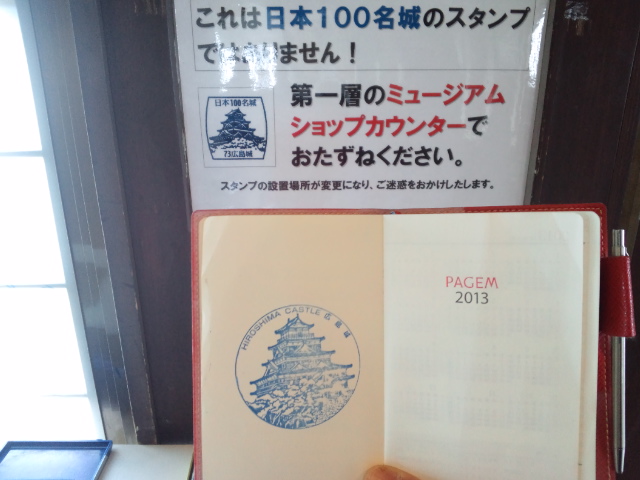 これは日本100名城のスタンプ
ではありません!
日本100名城
73広島城
第一層のミュージアム
ショップカウンターで
おたずねください。
スタンプの設置場所が変更になり、ご迷惑をおかけしたします。
HIROSHIMA CASTLE 広島城
PAGEM
2013